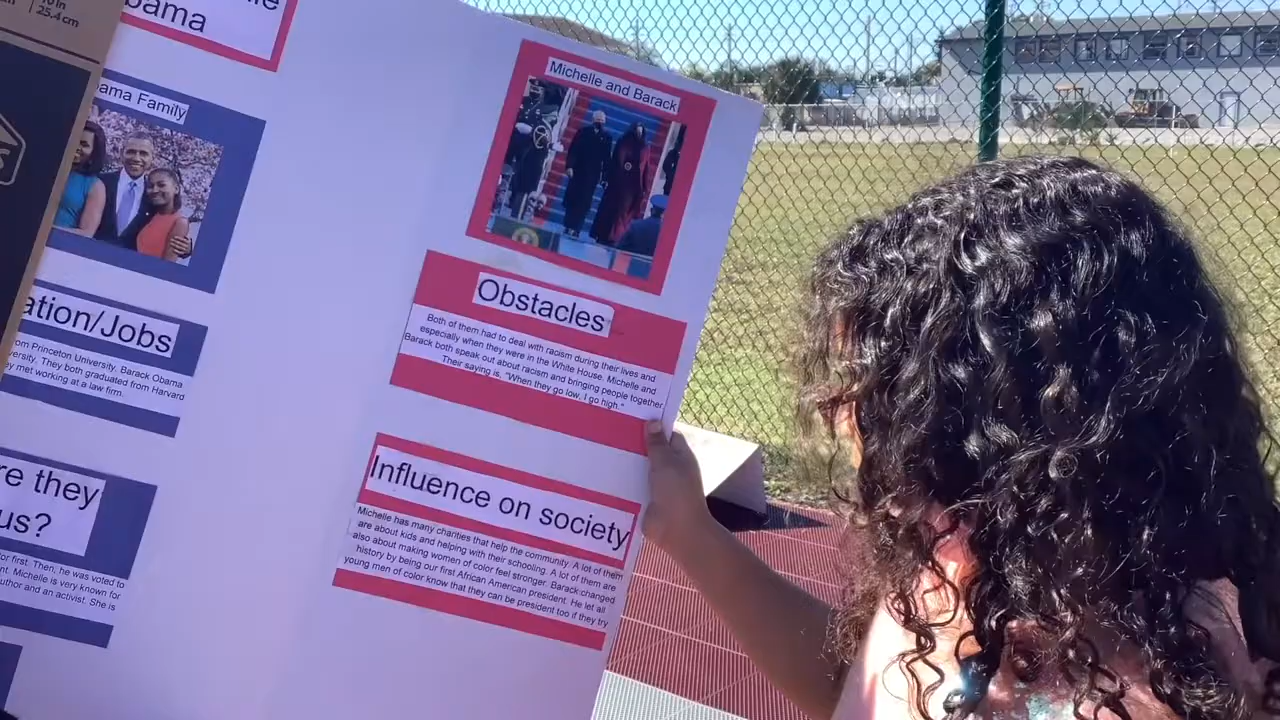 10 in
25.4 cm
bama
ama Family
ation/Jobs
om Princeton University. Barack Obama
ersity. They both graduated from Harvard
ey met working at a law firm.
re they
us?
or first. Then, he was voted to
nt. Michelle is very known for
uthor and an activist. She is
Michelle and Barack
Obstacles
Both of them had to deal with racism during their lives and
especially when they were in the White House. Michelle and
Barack both speak out about racism and bringing people together
Their saying is, "When they go low, I go high."
Influence on society
Michelle has many charities that help the community. A lot of them
are about kids and helping with their schooling. A lot of them are
also about making women of color feel stronger. Barack changed
history by being our first African American president. He let all
young men of color know that they can be president too if they try